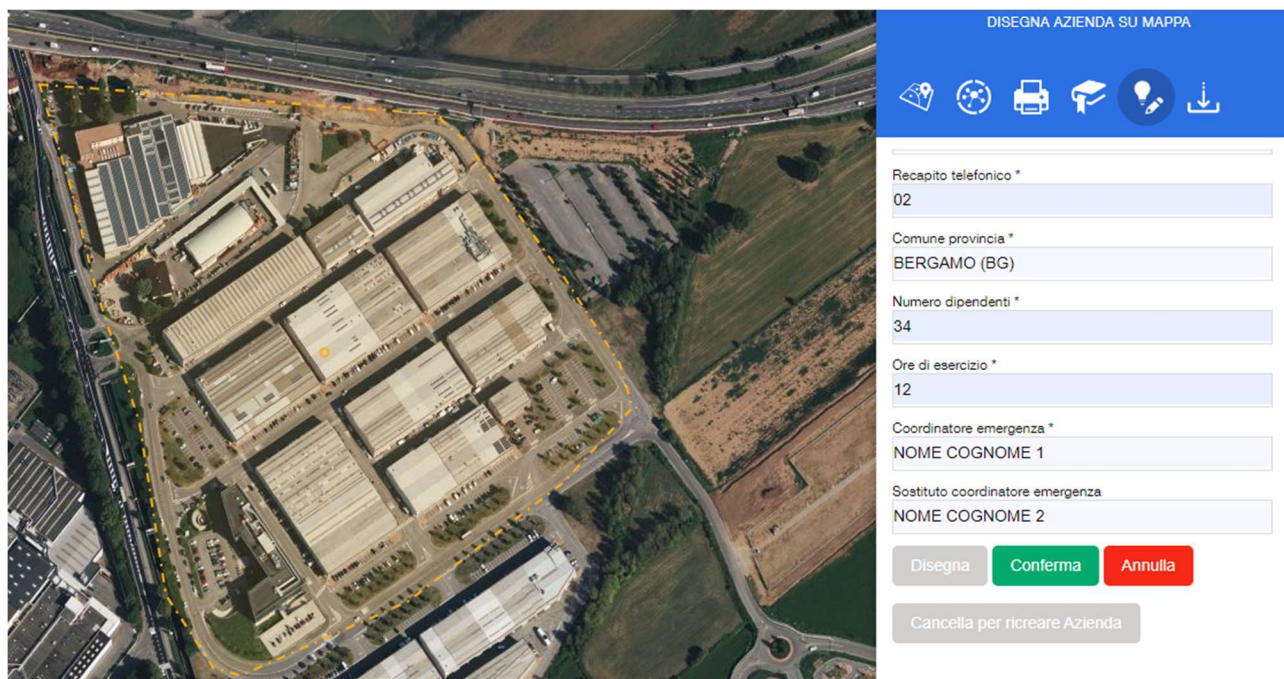 DISEGNA AZIENDA SU MAPPA
Recapito telefonico *
02
Comune provincia *
BERGAMO (BG)
Numero dipendenti *
34
Ore di esercizio *
12
Coordinatore emergenza *
NOME COGNOME 1
Sostituto coordinatore emergenza
NOME COGNOME 2
Disegna Conferma Annulla
Cancella per ricreare Azienda